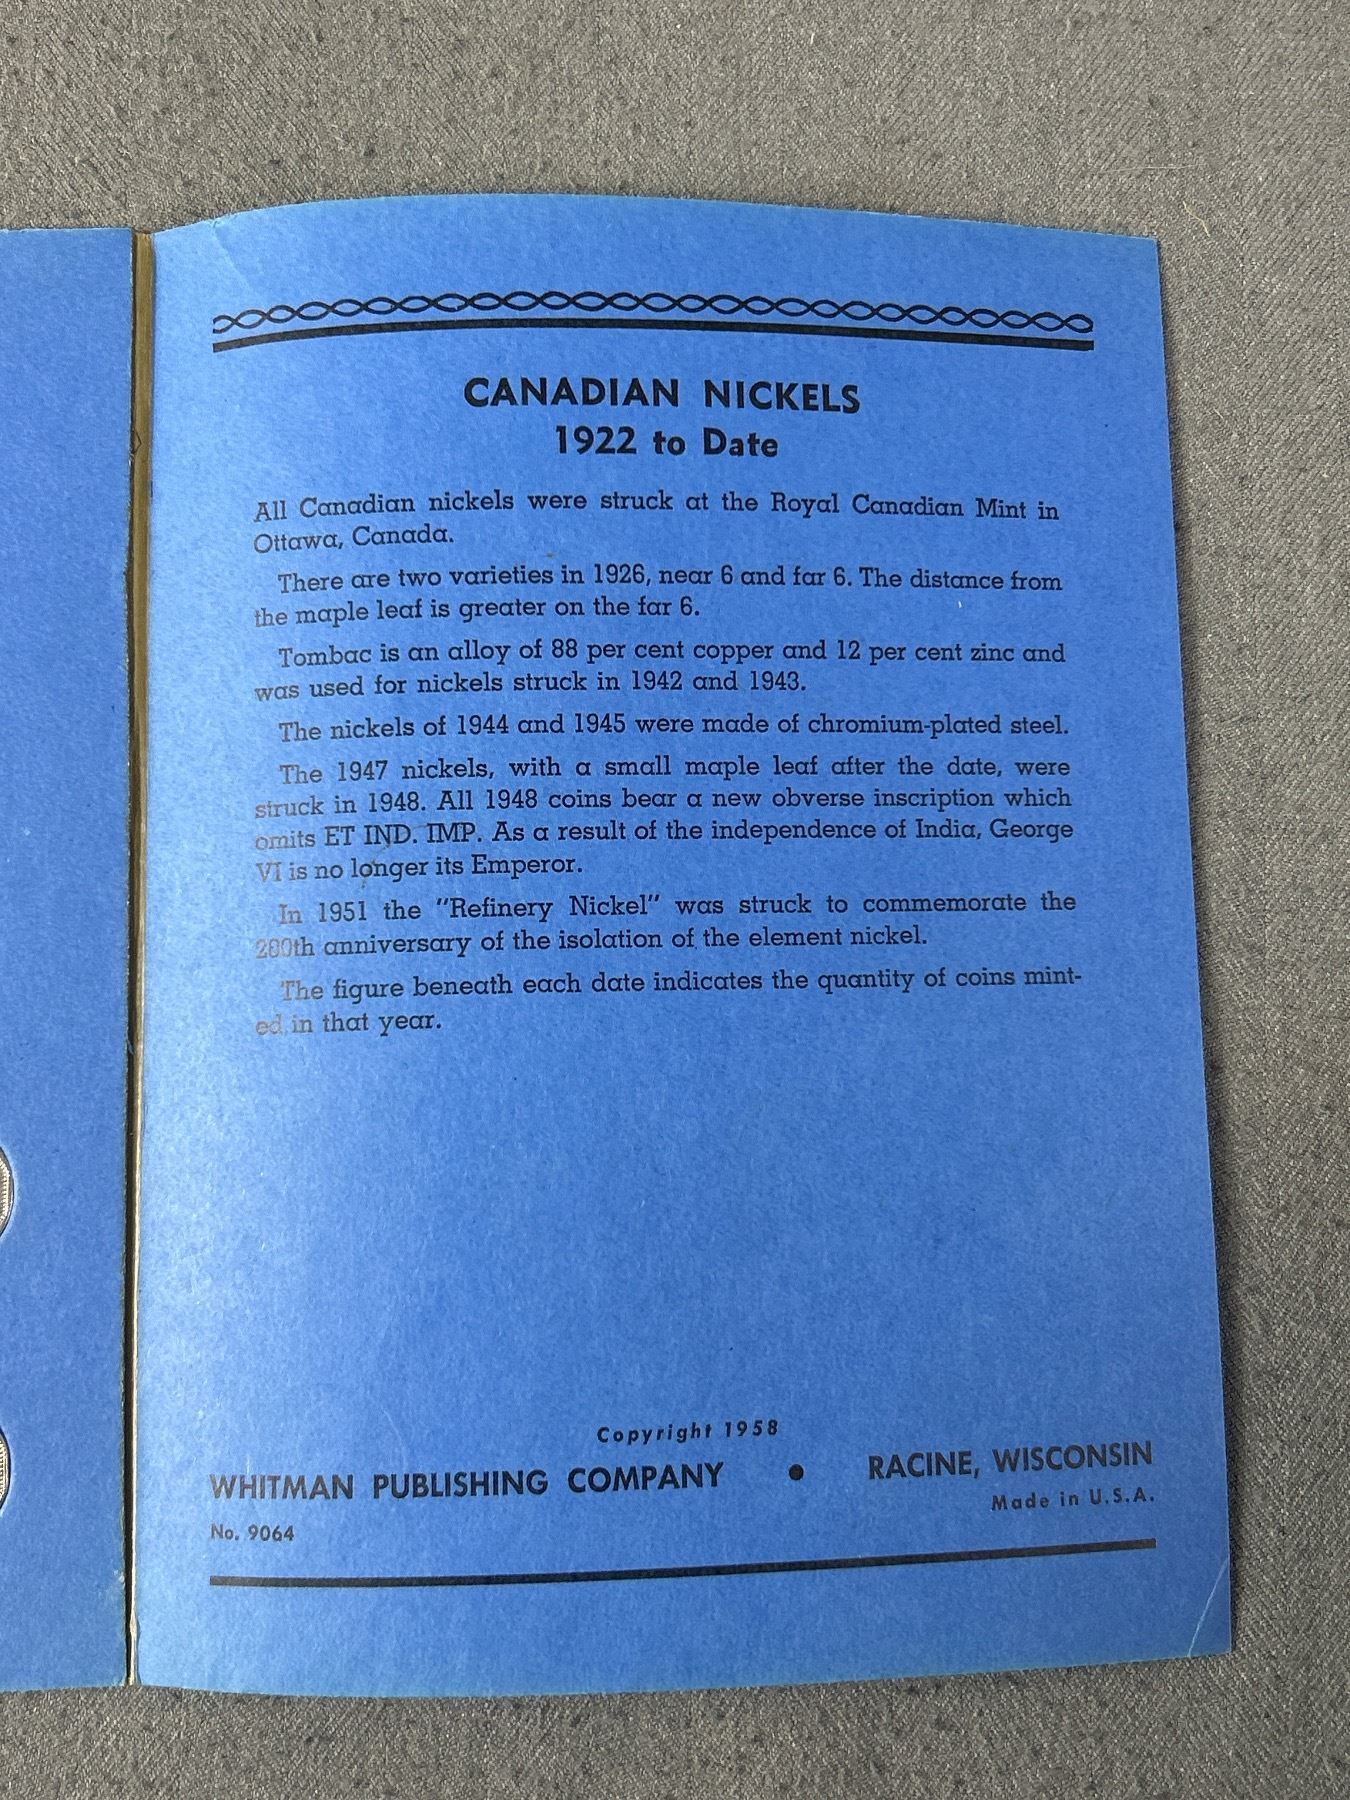 CANADIAN NICKELS
1922 to Date
All Canadian nickels were struck at the Royal Canadian Mint in
Ottawa, Canada.
There are two varieties in 1926, near 6 and far 6. The distance from
the maple leaf is greater on the far 6.
Tombac is an alloy of 88 per cent copper and 12 per cent zinc and
was used for nickels struck in 1942 and 1943.
The nickels of 1944 and 1945 were made of chromium-plated steel.
The 1947 nickels, with a small maple leaf after the date, were
struck in 1948. All 1948 coins bear a new obverse inscription which
omits ET IND. IMP. As a result of the independence of India, George
VI is no longer its Emperor.
In 1951 the "Refinery Nickel" was struck to commemorate the
200th anniversary of the isolation of the element nickel.
The figure beneath each date indicates the quantity of coins mint-
ed in that year.
Copyright 1958
WHITMAN PUBLISHING COMPANY • RACINE, WISCONSIN
No. 9064 Made in U.S.A.